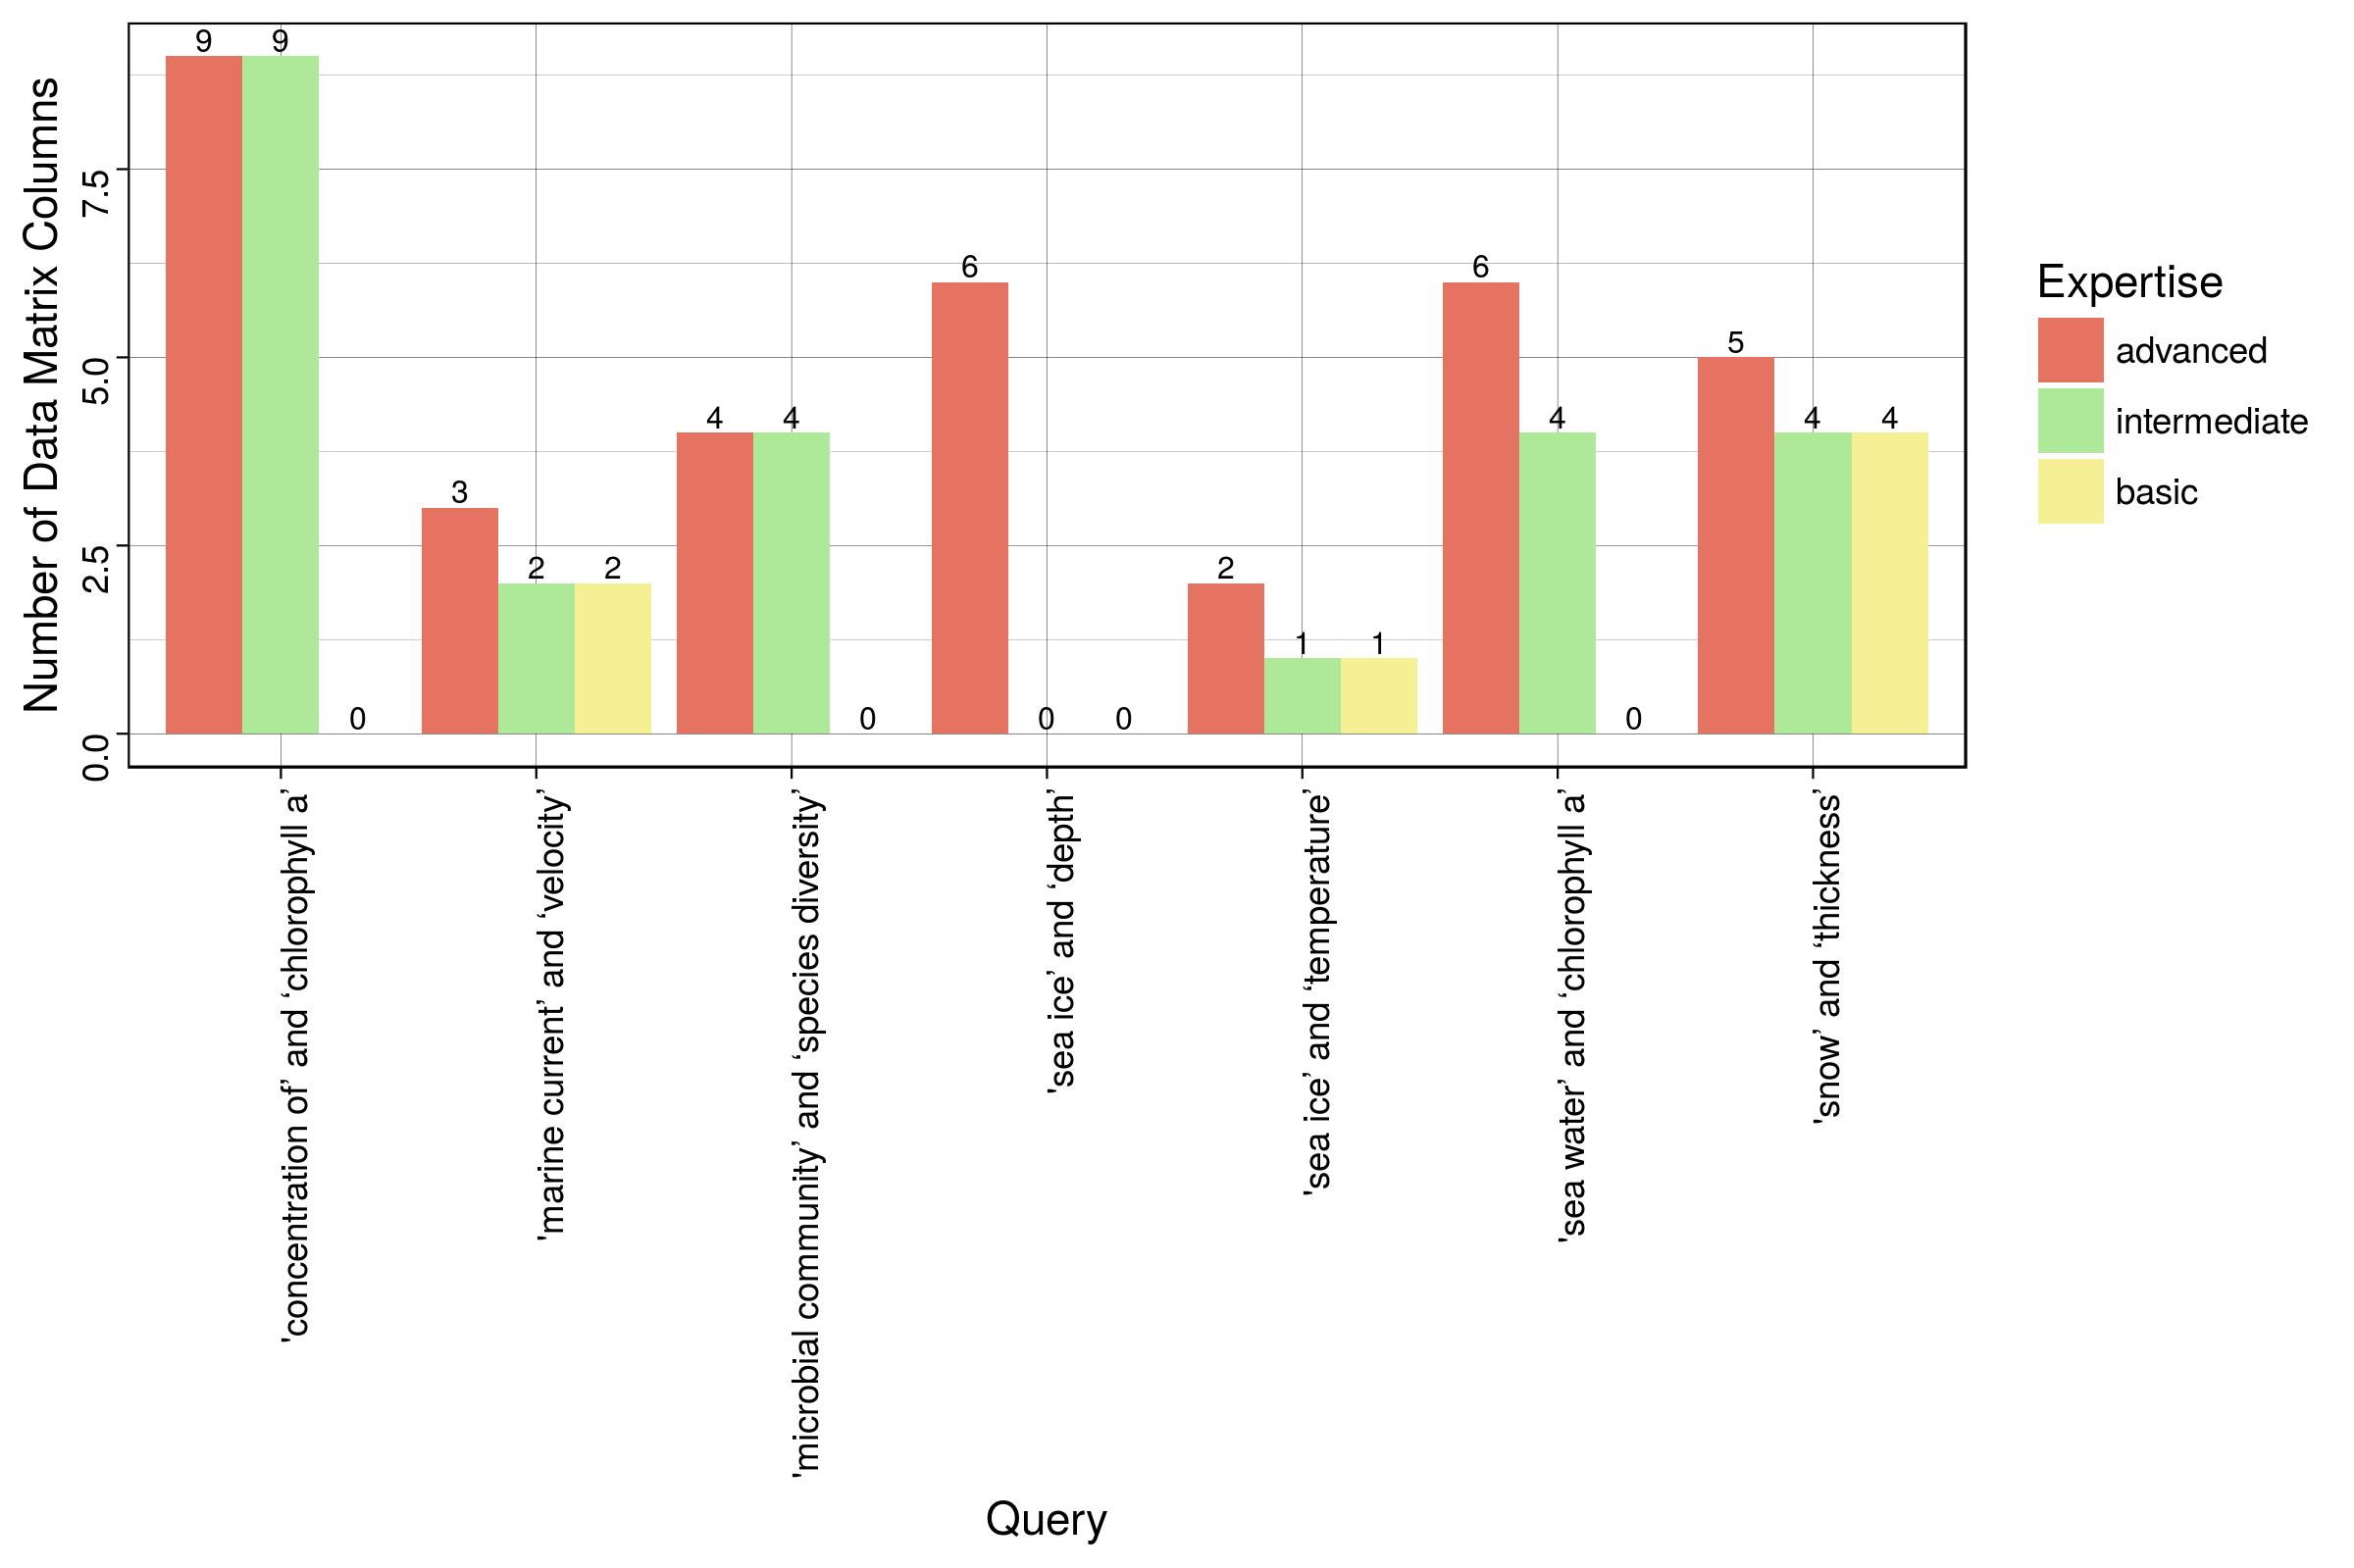 Number of Data Matrix Columns
7.5
5.0
2.5
0.0
9 9 0
3 2 2
4 4 0
6 0 0
2 1 1
6 4 0
5 4 4
'concentration of’ and ‘chlorophyll a’
'marine current’ and ‘velocity’
'microbial community’ and ‘species diversity’
'sea ice’ and ‘depth’
'sea ice’ and ‘temperature’
'sea water’ and ‘chlorophyll a’
'snow’ and ‘thickness’
Query
Expertise
advanced
intermediate
basic